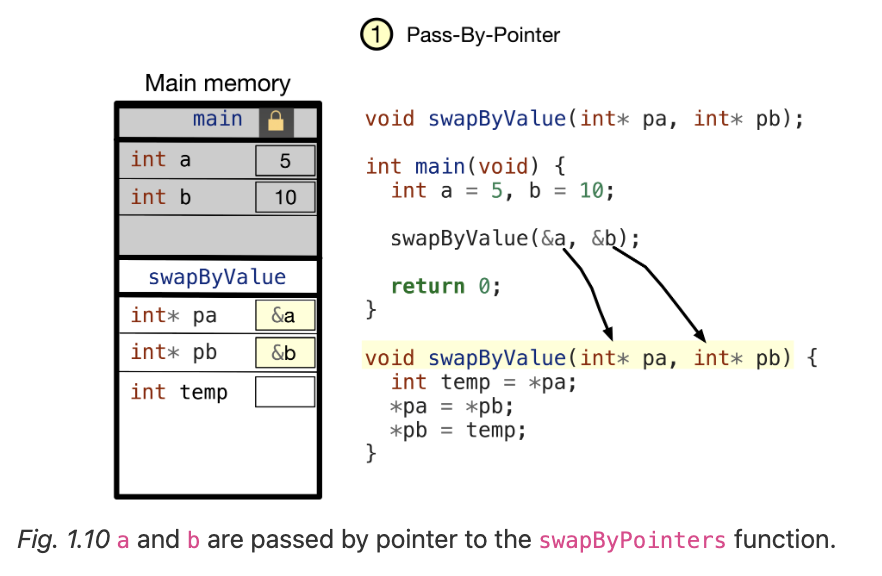 1 Pass-By-Pointer
Main memory
main
int a 5
int b 10
swapByValue
int* pa &a
int* pb &b
int temp
void swapByValue(int* pa, int* pb);
int main(void) {
int a = 5, b = 10;
swapByValue(&a, &b);
return 0;
}
void swapByValue(int* pa, int* pb) {
int temp = *pa;
*pa = *pb;
*pb = temp;
}
Fig. 1.10 a and b are passed by pointer to the swapByPointers function.